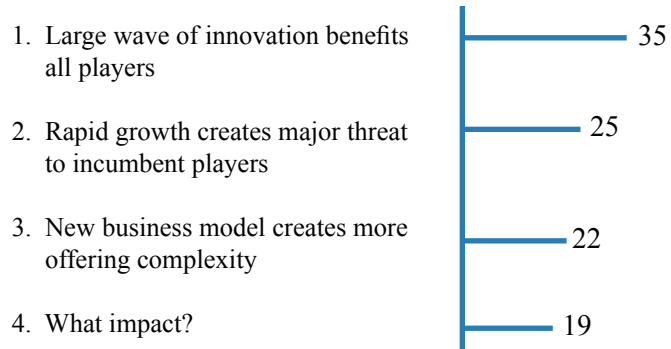 1. Large wave of innovation benefits
all players
35
2. Rapid growth creates major threat
to incumbent players
25
3. New business model creates more
offering complexity
22
4. What impact?
19